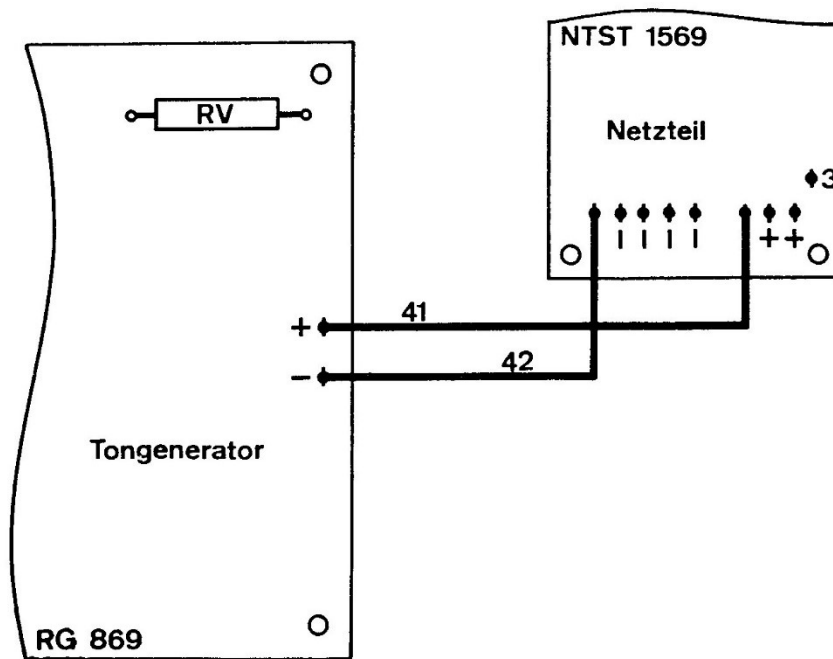 NTST 1569
RV
Netzteil
3
| | | | + +
+ 41
- 42
Tongenerator
RG 869